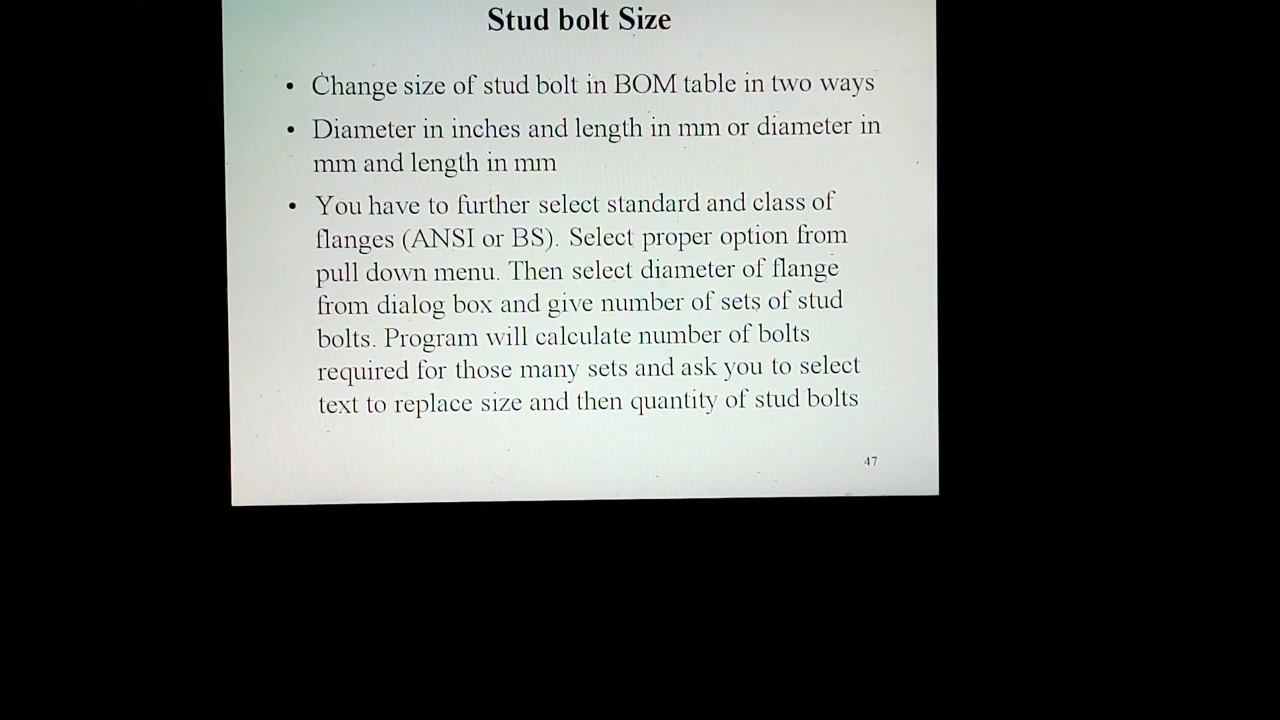 Stud bolt Size
• Change size of stud bolt in BOM table in two ways
• Diameter in inches and length in mm or diameter in
mm and length in mm
• You have to further select standard and class of
flanges (ANSI or BS). Select proper option from
pull down menu. Then select diameter of flange
from dialog box and give number of sets of stud
bolts. Program will calculate number of bolts
required for those many sets and ask you to select
text to replace size and then quantity of stud bolts
47